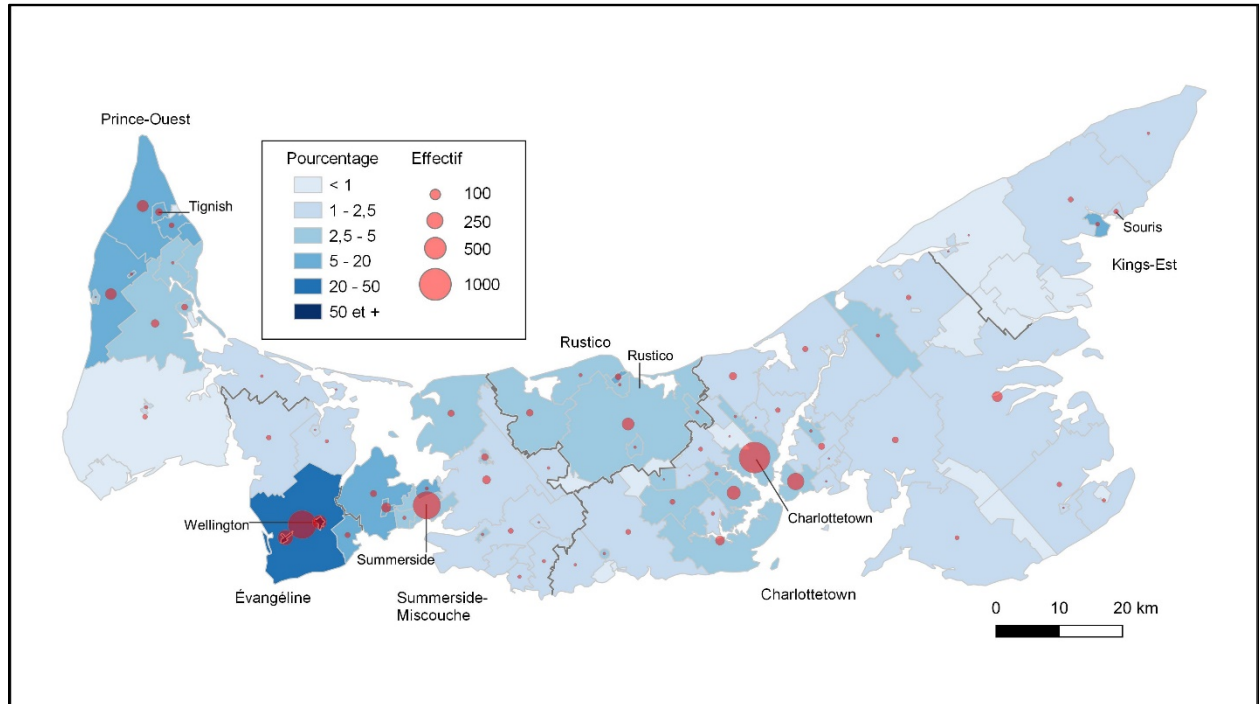 Prince-Ouest
Tignish
Pourcentage
< 1
1 - 2,5
2,5 - 5
5 - 20
20 - 50
50 et +
Effectif
100
250
500
1000
Souris
Kings-Est
Rustico
Rustico
Wellington
Summerside
Charlottetown
Évangéline
Summerside-
Miscouche
Charlottetown
0 10 20 km